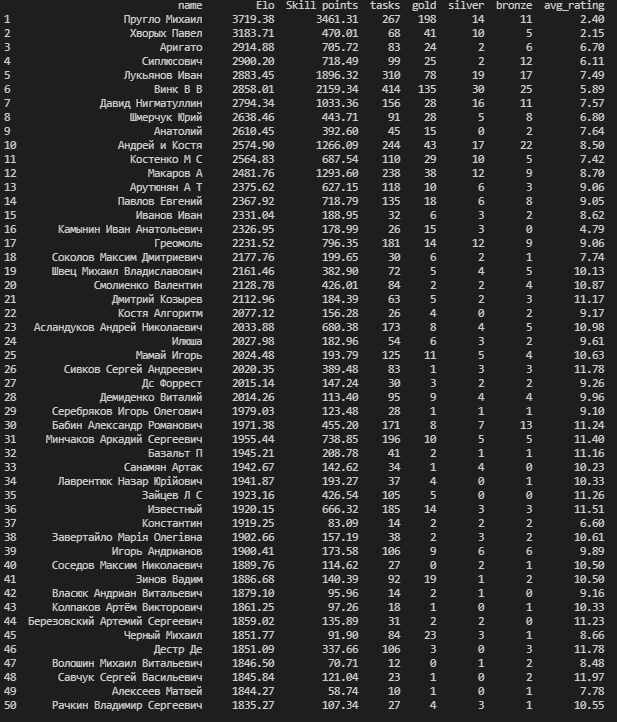 name Elo Skill points tasks gold silver bronze avg_rating
1 Пругло Михаил 3719.38 3461.31 267 198 14 11 2.40
2 Хворых Павел 3183.71 470.01 68 41 10 5 2.15
3 Аригато 2914.88 705.72 83 24 2 6 6.70
4 Сиплюсович 2900.20 718.49 99 25 2 12 6.11
5 Лукьянов Иван 2883.45 1896.32 310 78 19 17 7.49
6 Винк В В 2858.01 2159.34 414 135 30 25 5.89
7 Давид Нигматуллин 2794.34 1033.36 156 28 16 11 7.57
8 Шмерчук Юрий 2638.46 443.71 91 28 5 8 6.80
9 Анатолий 2610.45 392.60 45 15 0 2 7.64
10 Андрей и Костя 2574.90 1266.09 244 43 17 22 8.50
11 Костенко М С 2564.83 687.54 110 29 10 5 7.42
12 Макаров А 2481.76 1293.60 238 38 12 9 8.70
13 Арутюнян А Т 2375.62 627.15 118 10 6 3 9.06
14 Павлов Евгений 2367.92 718.79 135 18 6 8 9.05
15 Иванов Иван 2331.04 188.95 32 6 3 2 8.62
16 Камынин Иван Анатольевич 2326.95 178.99 26 15 3 0 4.79
17 Греомоль 2231.52 796.35 181 14 12 9 9.06
18 Соколов Максим Дмитриевич 2177.76 199.65 30 6 2 1 7.74
19 Швец Михаил Владиславович 2161.46 382.90 72 5 4 5 10.13
20 Смолиенко Валентин 2128.78 426.01 84 2 2 4 10.87
21 Дмитрий Козырев 2112.96 184.39 63 5 2 3 11.17
22 Костя Алгоритм 2077.12 156.28 26 4 0 2 9.17
23 Асландуков Андрей Николаевич 2033.88 680.38 173 8 4 5 10.98
24 Илюша 2027.98 182.96 54 6 3 2 9.61
25 Мамай Игорь 2024.48 193.79 125 11 5 4 10.63
26 Сивков Сергей Андреевич 2020.35 389.48 83 1 3 3 11.78
27 Дс Форрест 2015.14 147.24 30 3 2 2 9.26
28 Демиденко Виталий 2014.26 113.40 95 9 4 4 9.96
29 Серебряков Игорь Олегович 1979.03 123.48 28 1 1 1 9.10
30 Бабин Александр Романович 1971.38 455.20 171 8 7 13 11.24
31 Минчаков Аркадий Сергеевич 1955.44 738.85 196 10 5 5 11.40
32 Базальт П 1945.21 208.78 41 2 1 1 11.16
33 Санамян Артак 1942.67 142.62 34 1 4 0 10.23
34 Лаврентюк Назар Юрійович 1941.87 193.27 37 4 0 1 10.33
35 Зайцев Л С 1923.16 426.54 105 5 0 0 11.26
36 Известный 1920.15 666.32 185 14 3 3 11.51
37 Константин 1919.25 83.09 14 2 2 2 6.60
38 Завертайло Марія Олегівна 1902.66 157.19 38 2 3 2 10.61
39 Игорь Андрианов 1900.41 173.58 106 9 6 6 9.89
40 Соседов Максим Николаевич 1889.76 114.62 27 0 2 1 10.50
41 Зинов Вадим 1886.68 140.39 92 19 1 2 10.50
42 Власюк Андриан Витальевич 1879.10 95.96 14 2 1 0 9.16
43 Колпаков Артём Викторович 1861.25 97.26 18 1 0 1 10.33
44 Березовский Артемий Сергеевич 1859.02 135.89 31 2 2 0 11.23
45 Черный Михаил 1851.77 91.90 84 23 3 1 8.66
46 Дестр Де 1851.09 337.66 106 3 0 3 11.78
47 Волошин Михаил Витальевич 1846.50 70.71 12 0 1 2 8.48
48 Савчук Сергей Васильевич 1845.84 121.04 23 1 0 2 11.97
49 Алексеев Матвей 1844.27 58.74 10 1 0 1 7.78
50 Рачкин Владимир Сергеевич 1835.27 107.34 27 4 3 1 10.55